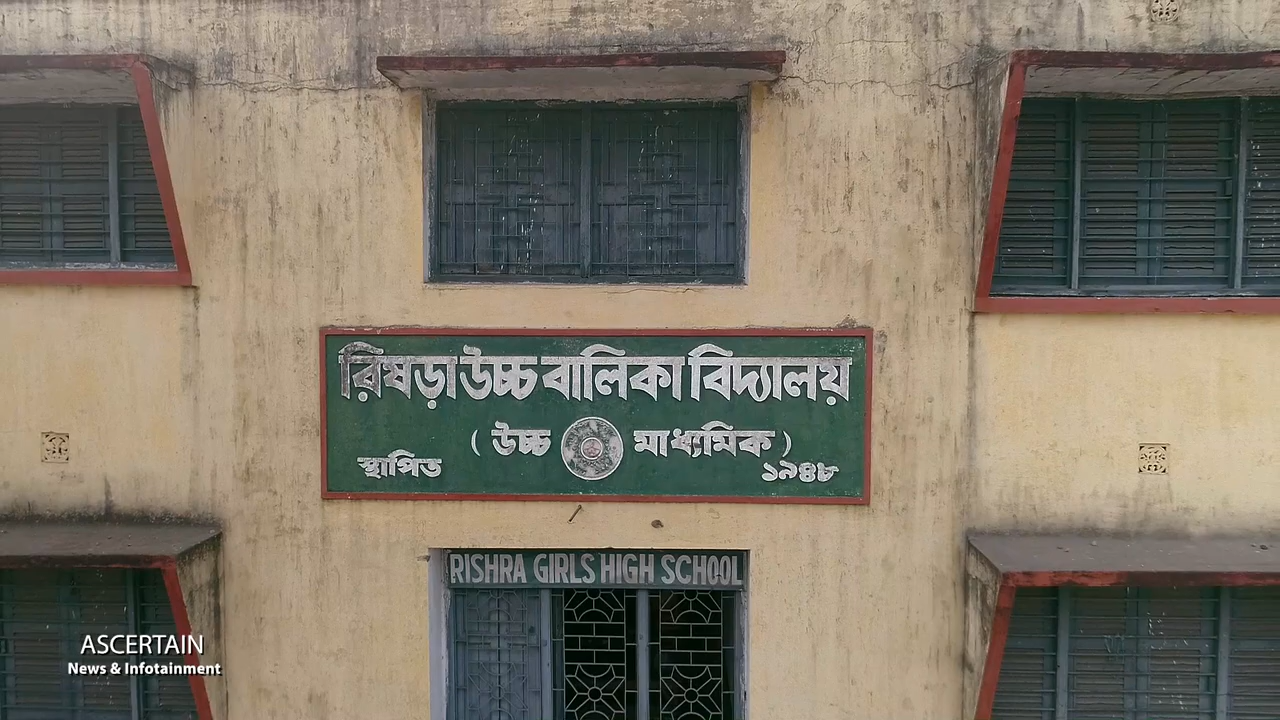 রিষড়া উচ্চ বালিকা বিদ্যালয়
( উচ্চ মাধ্যমিক )
স্থাপিত ১৯৪৮
RISHRA GIRLS HIGH SCHOOL
ASCERTAIN
News & Infotainment